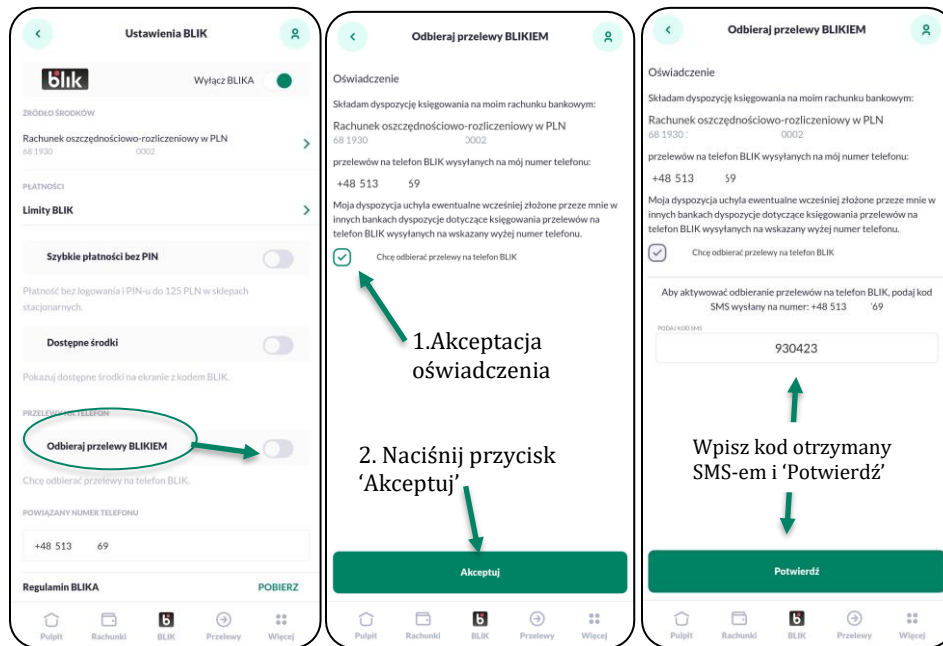 Ustawienia BLIK
blik
Wyłącz BLIKA
ŹRÓDŁO ŚRODKÓW
Rachunek oszczędnościowo-rozliczeniowy w PLN
68 1930 0002
PŁATNOŚCI
Limity BLIK
Szybkie płatności bez PIN
Płatność bez logowania i PIN-u do 125 PLN w sklepach
stacjonarnych.
Dostępne środki
Pokazuj dostępne środki na ekranie z kodem BLIK.
PRZELEWY NA TELEFON
Odbieraj przelewy BLIKIEM
Chcę odbierać przelewy na telefon BLIK.
POWIĄZANY NUMER TELEFONU
+48 513 69
Regulamin BLIKA
POBIERZ
Pulpit
Rachunki
BLIK
Przelewy
Więcej
Odbieraj przelewy BLIKIEM
Oświadczenie
Składam dyspozycję księgowania na moim rachunku bankowym:
Rachunek oszczędnościowo-rozliczeniowy w PLN
68 1930 0002
przelewów na telefon BLIK wysyłanych na mój numer telefonu:
+48 513 69
Moja dyspozycja uchyla ewentualne wcześniej złożone przeze mnie w
innych bankach dyspozycje dotyczące księgowania przelewów na
telefon BLIK wysyłanych na wskazany wyżej numer telefonu.
Chcę odbierać przelewy na telefon BLIK
1.Akceptacja
oświadczenia
2. Naciśnij przycisk
‘Akceptuj’
Akceptuj
Pulpit
Rachunki
BLIK
Przelewy
Więcej
Odbieraj przelewy BLIKIEM
Oświadczenie
Składam dyspozycję księgowania na moim rachunku bankowym:
Rachunek oszczędnościowo-rozliczeniowy w PLN
68 1930 : 0002
przelewów na telefon BLIK wysyłanych na mój numer telefonu:
+48 513 69
Moja dyspozycja uchyla ewentualne wcześniej złożone przeze mnie w
innych bankach dyspozycje dotyczące księgowania przelewów na
telefon BLIK wysyłanych na wskazany wyżej numer telefonu.
Chcę odbierać przelewy na telefon BLIK
Aby aktywować odbieranie przelewów na telefon BLIK, podaj kod
SMS wysłany na numer: +48 513 69
PODAJ KOD SMS
930423
Wpisz kod otrzymany
SMS-em i ‘Potwierdź’
Potwierdź
Pulpit
Rachunki
BLIK
Przelewy
Więcej